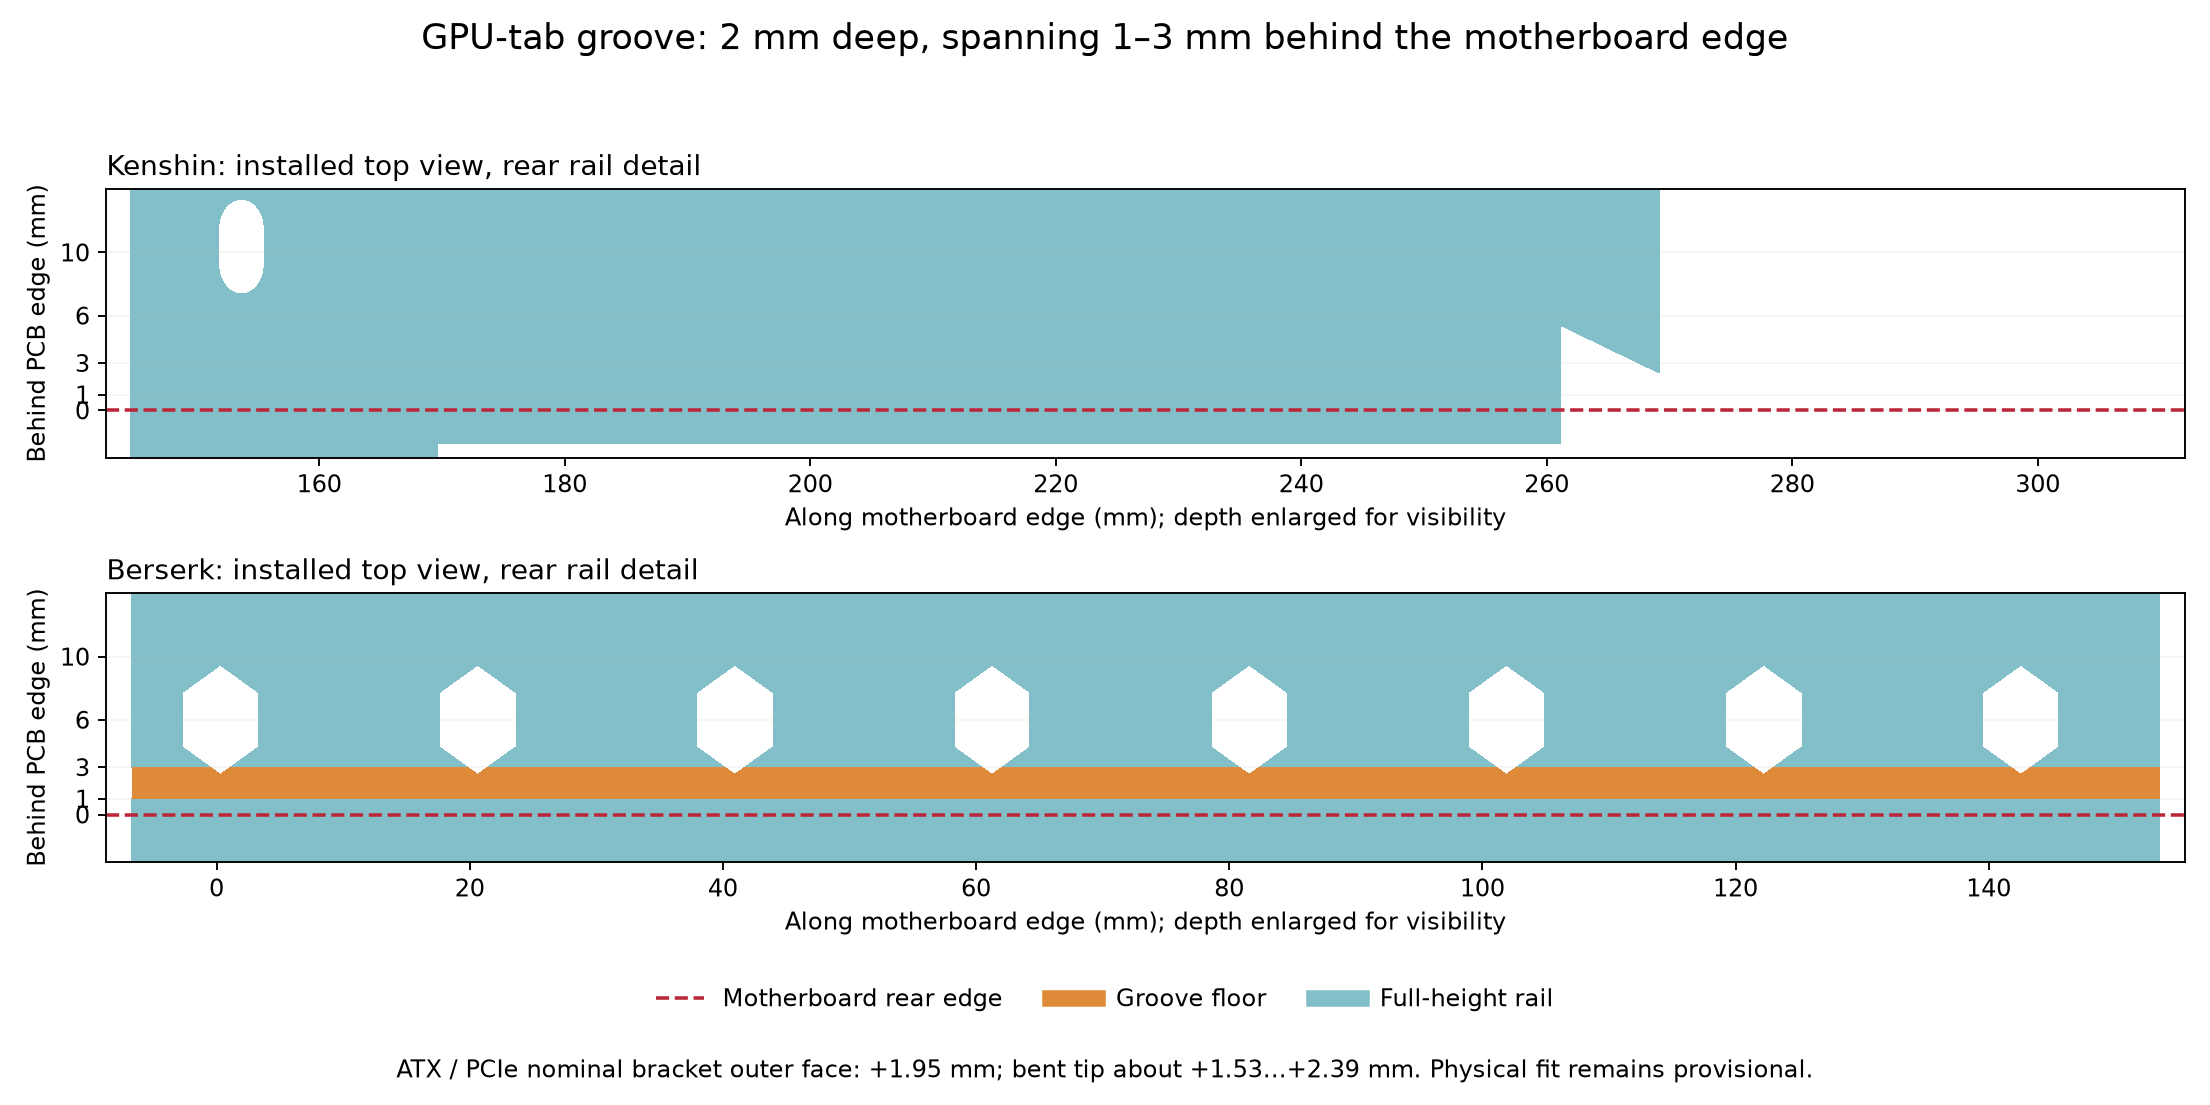 GPU-tab groove: 2 mm deep, spanning 1–3 mm behind the motherboard edge
Kenshin: installed top view, rear rail detail
Behind PCB edge (mm)
10
6
3
1
0
160 180 200 220 240 260 280 300
Along motherboard edge (mm); depth enlarged for visibility
Berserk: installed top view, rear rail detail
Behind PCB edge (mm)
10
6
3
1
0
0 20 40 60 80 100 120 140
Along motherboard edge (mm); depth enlarged for visibility
Motherboard rear edge Groove floor Full-height rail
ATX / PCIe nominal bracket outer face: +1.95 mm; bent tip about +1.53…+2.39 mm. Physical fit remains provisional.